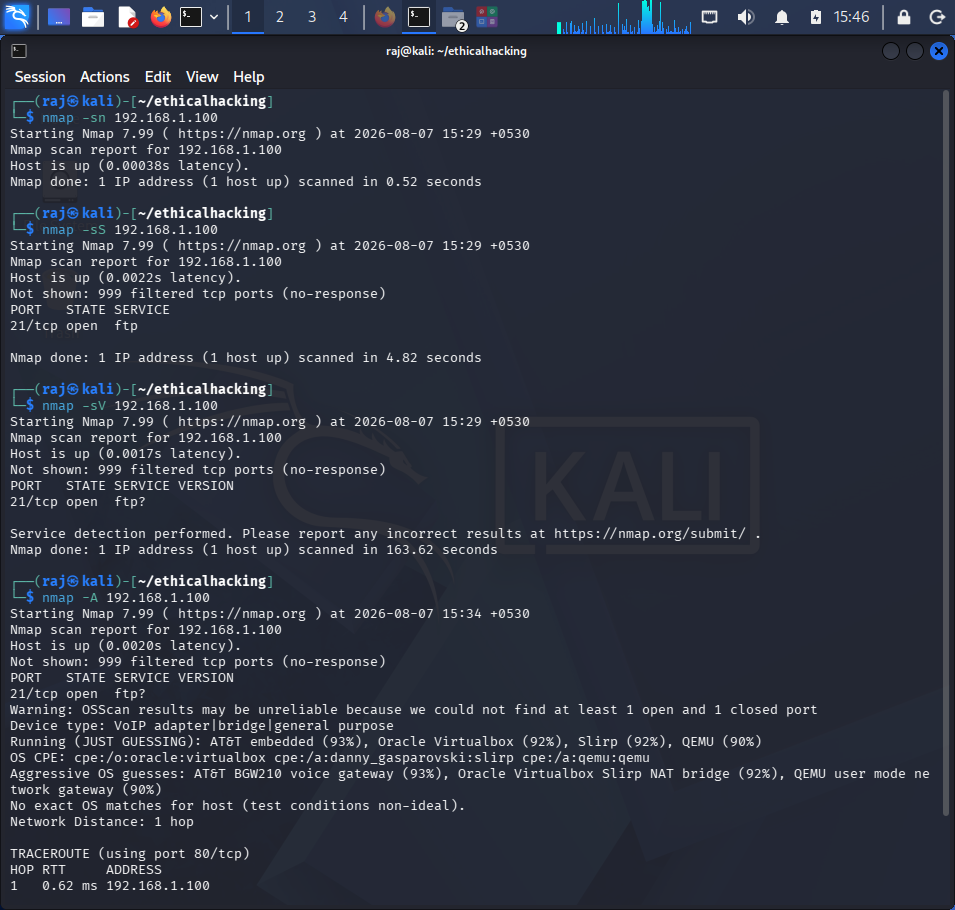 1 2 3 4 2 15:46
raj@kali: ~/ethicalhacking
Session Actions Edit View Help
┌──(raj㉿kali)-[~/ethicalhacking]
└─$ nmap -sn 192.168.1.100
Starting Nmap 7.99 ( https://nmap.org ) at 2026-08-07 15:29 +0530
Nmap scan report for 192.168.1.100
Host is up (0.00038s latency).
Nmap done: 1 IP address (1 host up) scanned in 0.52 seconds
┌──(raj㉿kali)-[~/ethicalhacking]
└─$ nmap -sS 192.168.1.100
Starting Nmap 7.99 ( https://nmap.org ) at 2026-08-07 15:29 +0530
Nmap scan report for 192.168.1.100
Host is up (0.0022s latency).
Not shown: 999 filtered tcp ports (no-response)
PORT   STATE SERVICE
21/tcp open  ftp
Nmap done: 1 IP address (1 host up) scanned in 4.82 seconds
┌──(raj㉿kali)-[~/ethicalhacking]
└─$ nmap -sV 192.168.1.100
Starting Nmap 7.99 ( https://nmap.org ) at 2026-08-07 15:29 +0530
Nmap scan report for 192.168.1.100
Host is up (0.0017s latency).
Not shown: 999 filtered tcp ports (no-response)
PORT   STATE SERVICE VERSION
21/tcp open  ftp?
KALI
Service detection performed. Please report any incorrect results at https://nmap.org/submit/ .
Nmap done: 1 IP address (1 host up) scanned in 163.62 seconds
┌──(raj㉿kali)-[~/ethicalhacking]
└─$ nmap -A 192.168.1.100
Starting Nmap 7.99 ( https://nmap.org ) at 2026-08-07 15:34 +0530
Nmap scan report for 192.168.1.100
Host is up (0.0020s latency).
Not shown: 999 filtered tcp ports (no-response)
PORT   STATE SERVICE VERSION
21/tcp open  ftp?
Warning: OSScan results may be unreliable because we could not find at least 1 open and 1 closed port
Device type: VoIP adapter|bridge|general purpose
Running (JUST GUESSING): AT&T embedded (93%), Oracle Virtualbox (92%), Slirp (92%), QEMU (90%)
OS CPE: cpe:/o:oracle:virtualbox cpe:/a:danny_gasparovski:slirp cpe:/a:qemu:qemu
Aggressive OS guesses: AT&T BGW210 voice gateway (93%), Oracle Virtualbox Slirp NAT bridge (92%), QEMU user mode ne
twork gateway (90%)
No exact OS matches for host (test conditions non-ideal).
Network Distance: 1 hop
TRACEROUTE (using port 80/tcp)
HOP RTT     ADDRESS
1   0.62 ms 192.168.1.100